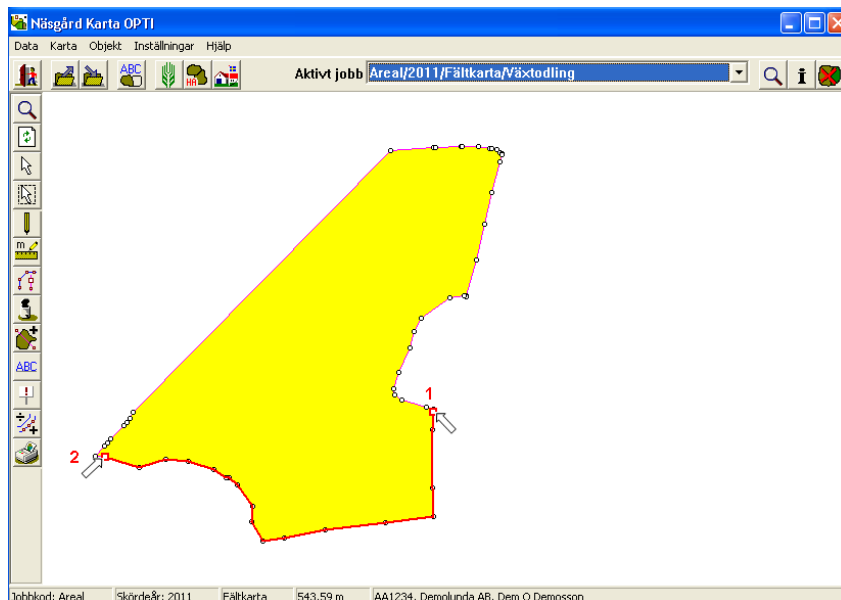 Näsgård Karta OPTI
Data Karta Objekt Inställningar Hjälp
ABC HA Aktivt jobb Areal/2011/Fältkarta/Växtodling i
m
ABC
1
2
Jobbkod: Areal Skördeår: 2011 Fältkarta 543.59 m AA1234, Demolunda AB, Dem O Demosson